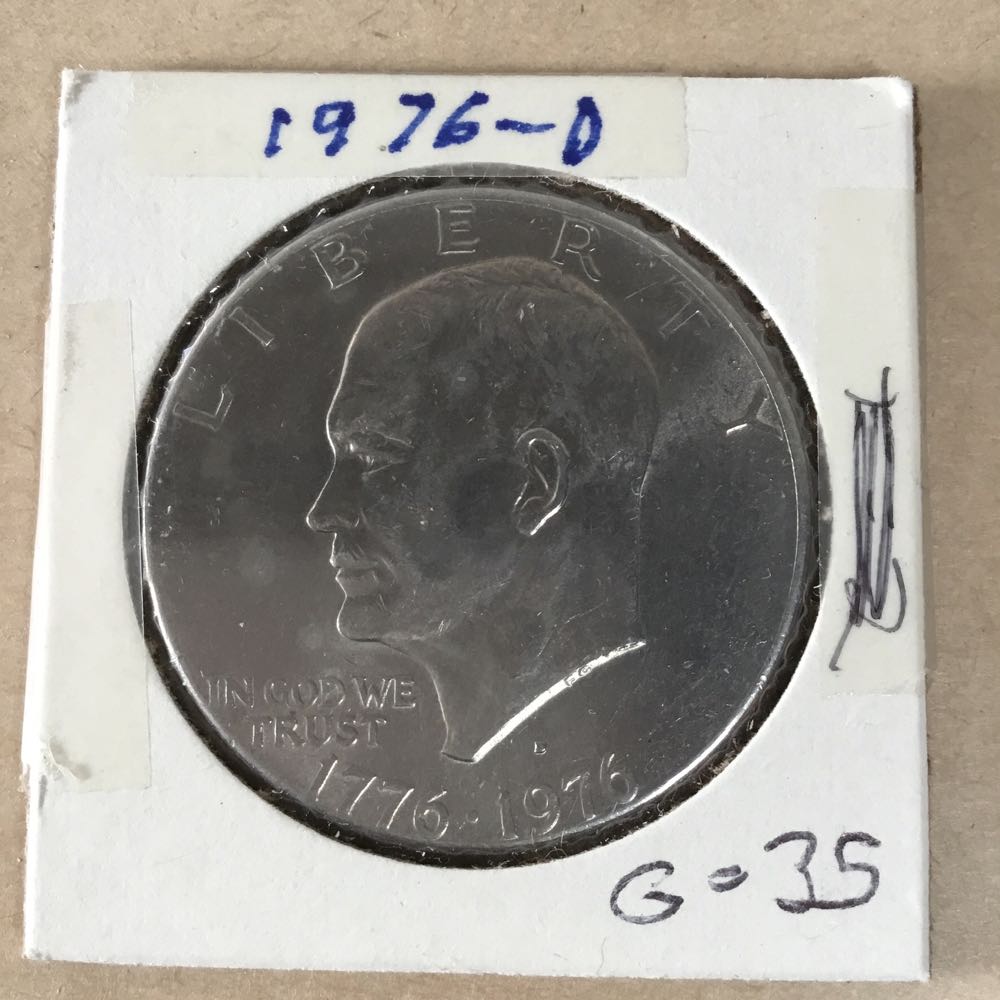 1976-D
LIBERTY
IN GOD WE
TRUST
D
1776·1976
G=35